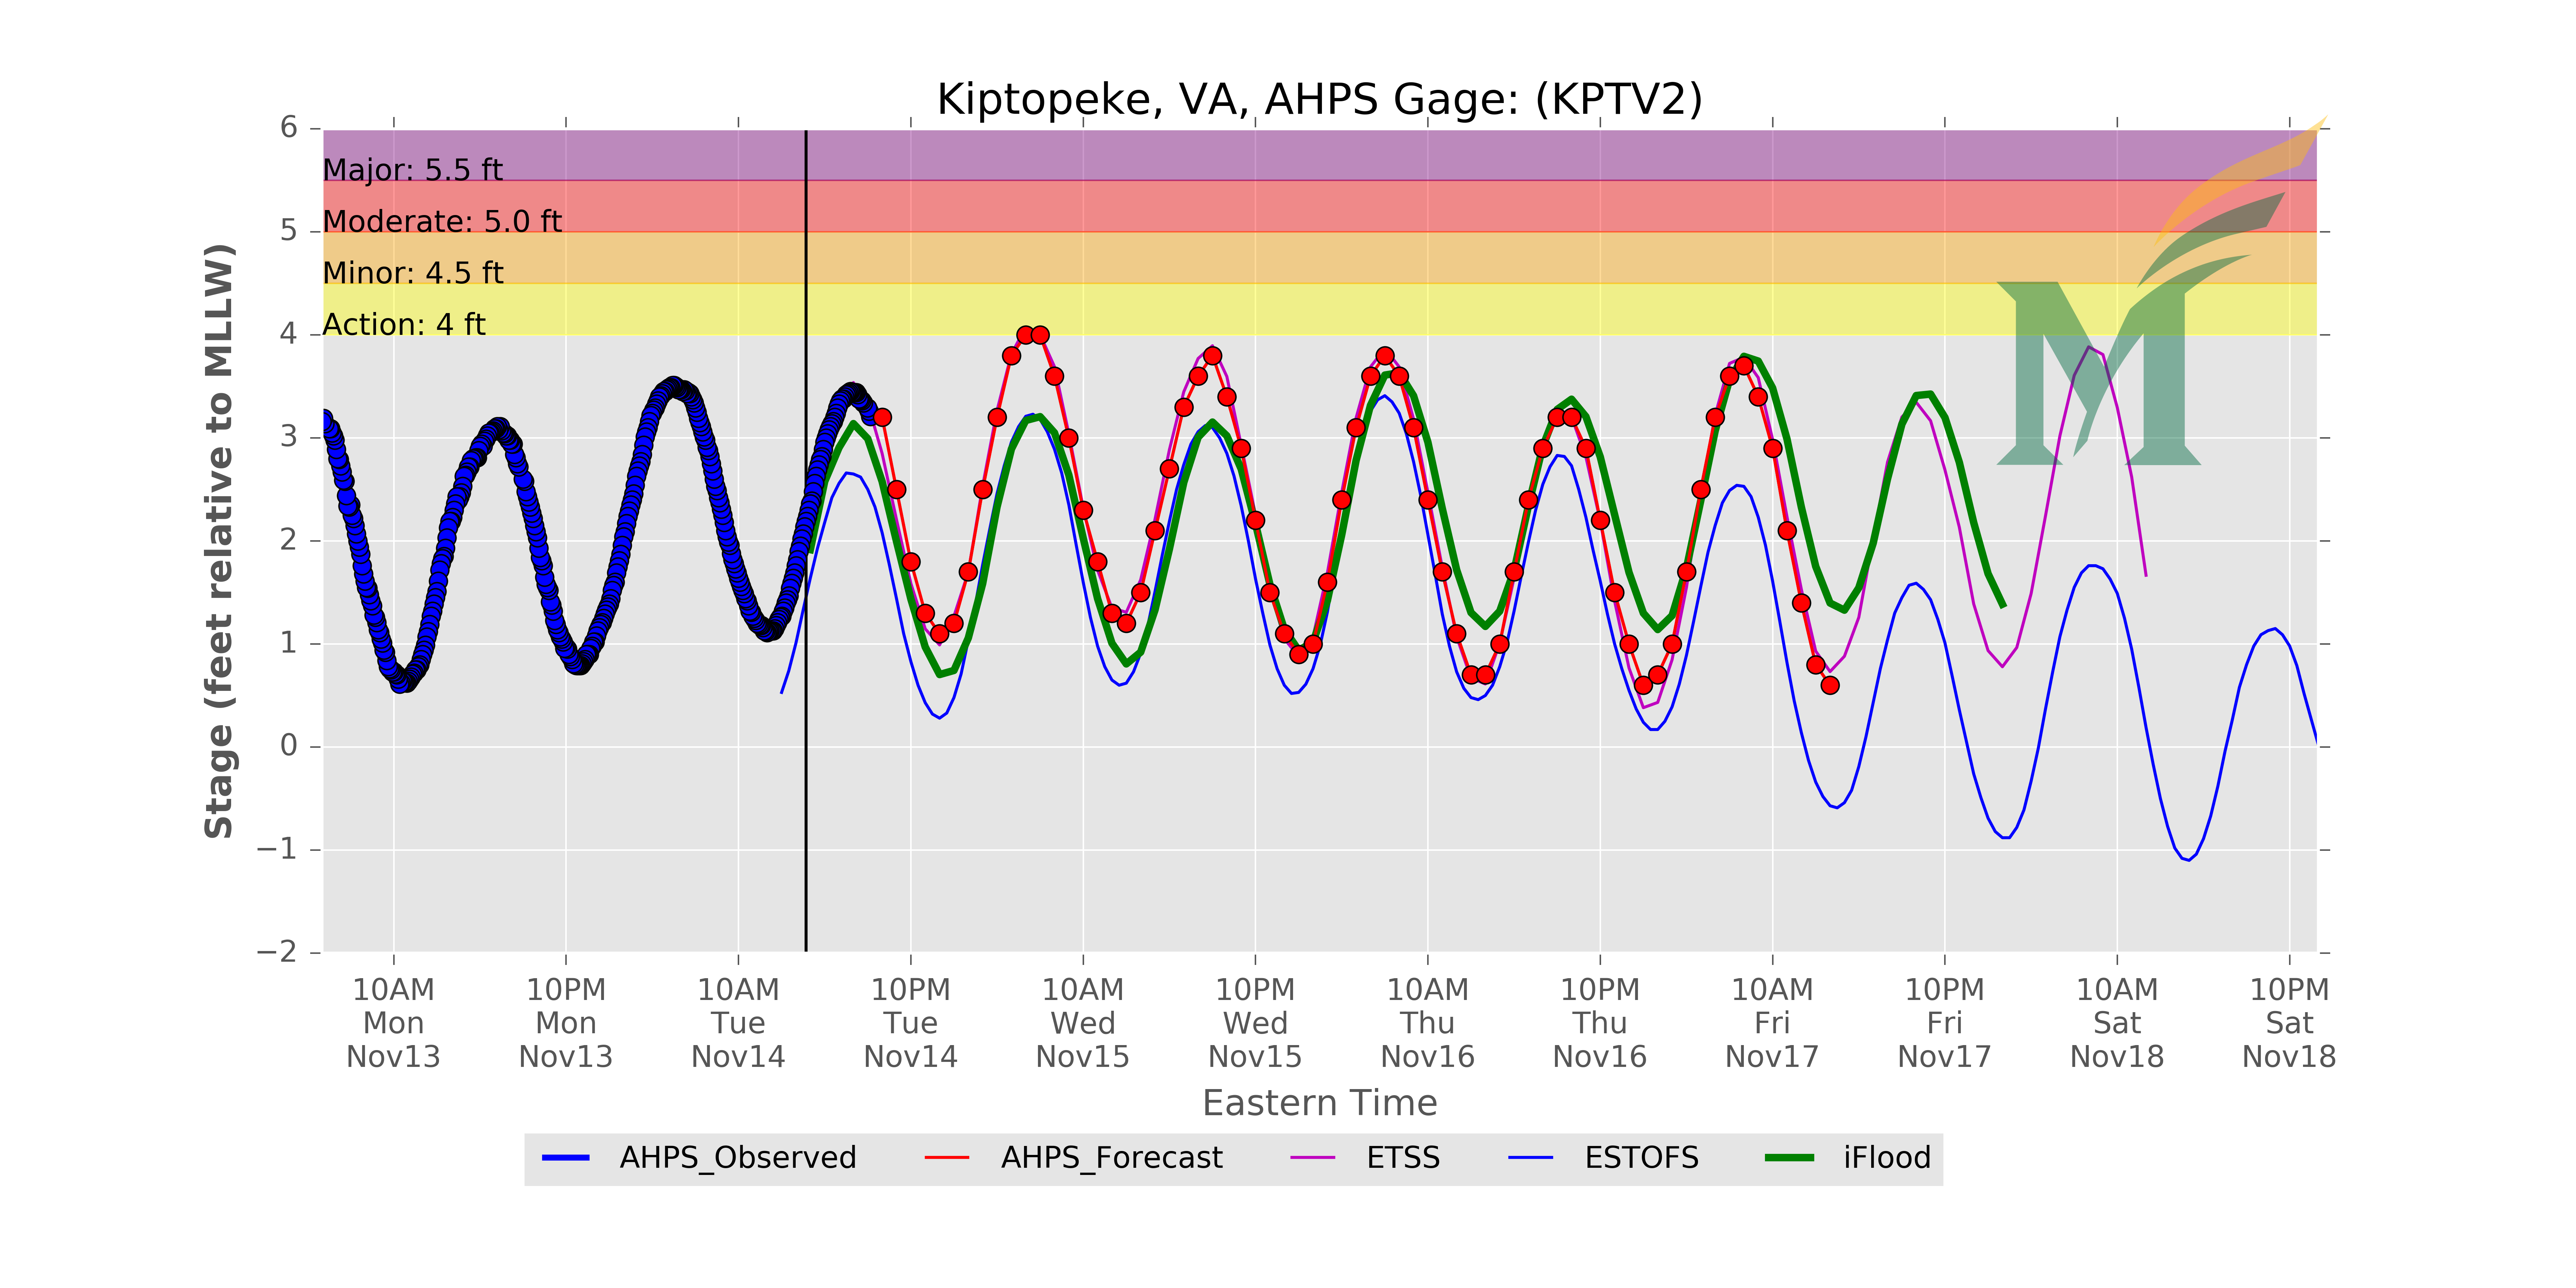 Kiptopeke, VA, AHPS Gage: (KPTV2)
6
5
4
3
2
1
0
−1
−2
Stage (feet relative to MLLW)
Major: 5.5 ft
Moderate: 5.0 ft
Minor: 4.5 ft
Action: 4 ft
M
10AM 10PM 10AM 10PM 10AM 10PM 10AM 10PM 10AM 10PM 10AM 10PM
Mon Mon Tue Tue Wed Wed Thu Thu Fri Fri Sat Sat
Nov13 Nov13 Nov14 Nov14 Nov15 Nov15 Nov16 Nov16 Nov17 Nov17 Nov18 Nov18
Eastern Time
AHPS_Observed AHPS_Forecast ETSS ESTOFS iFlood